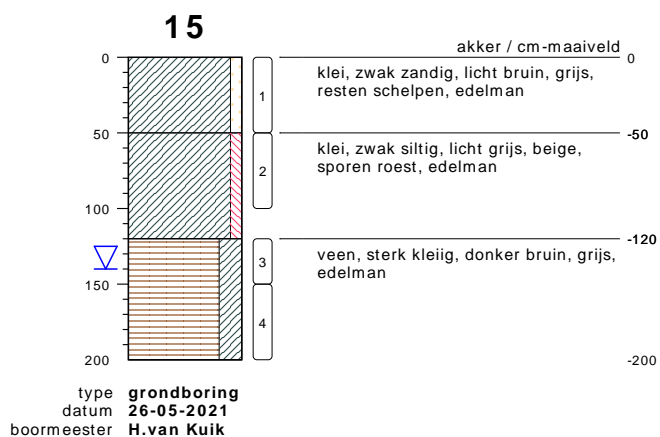 15
akker / cm-maaiveld
0
0
klei, zwak zandig, licht bruin, grijs,
resten schelpen, edelman
1
50
-50
klei, zwak siltig, licht grijs, beige,
sporen roest, edelman
2
100
-120
veen, sterk kleiig, donker bruin, grijs,
edelman
3
150
4
200
-200
type grondboring
datum 26-05-2021
boormeester H.van Kuik